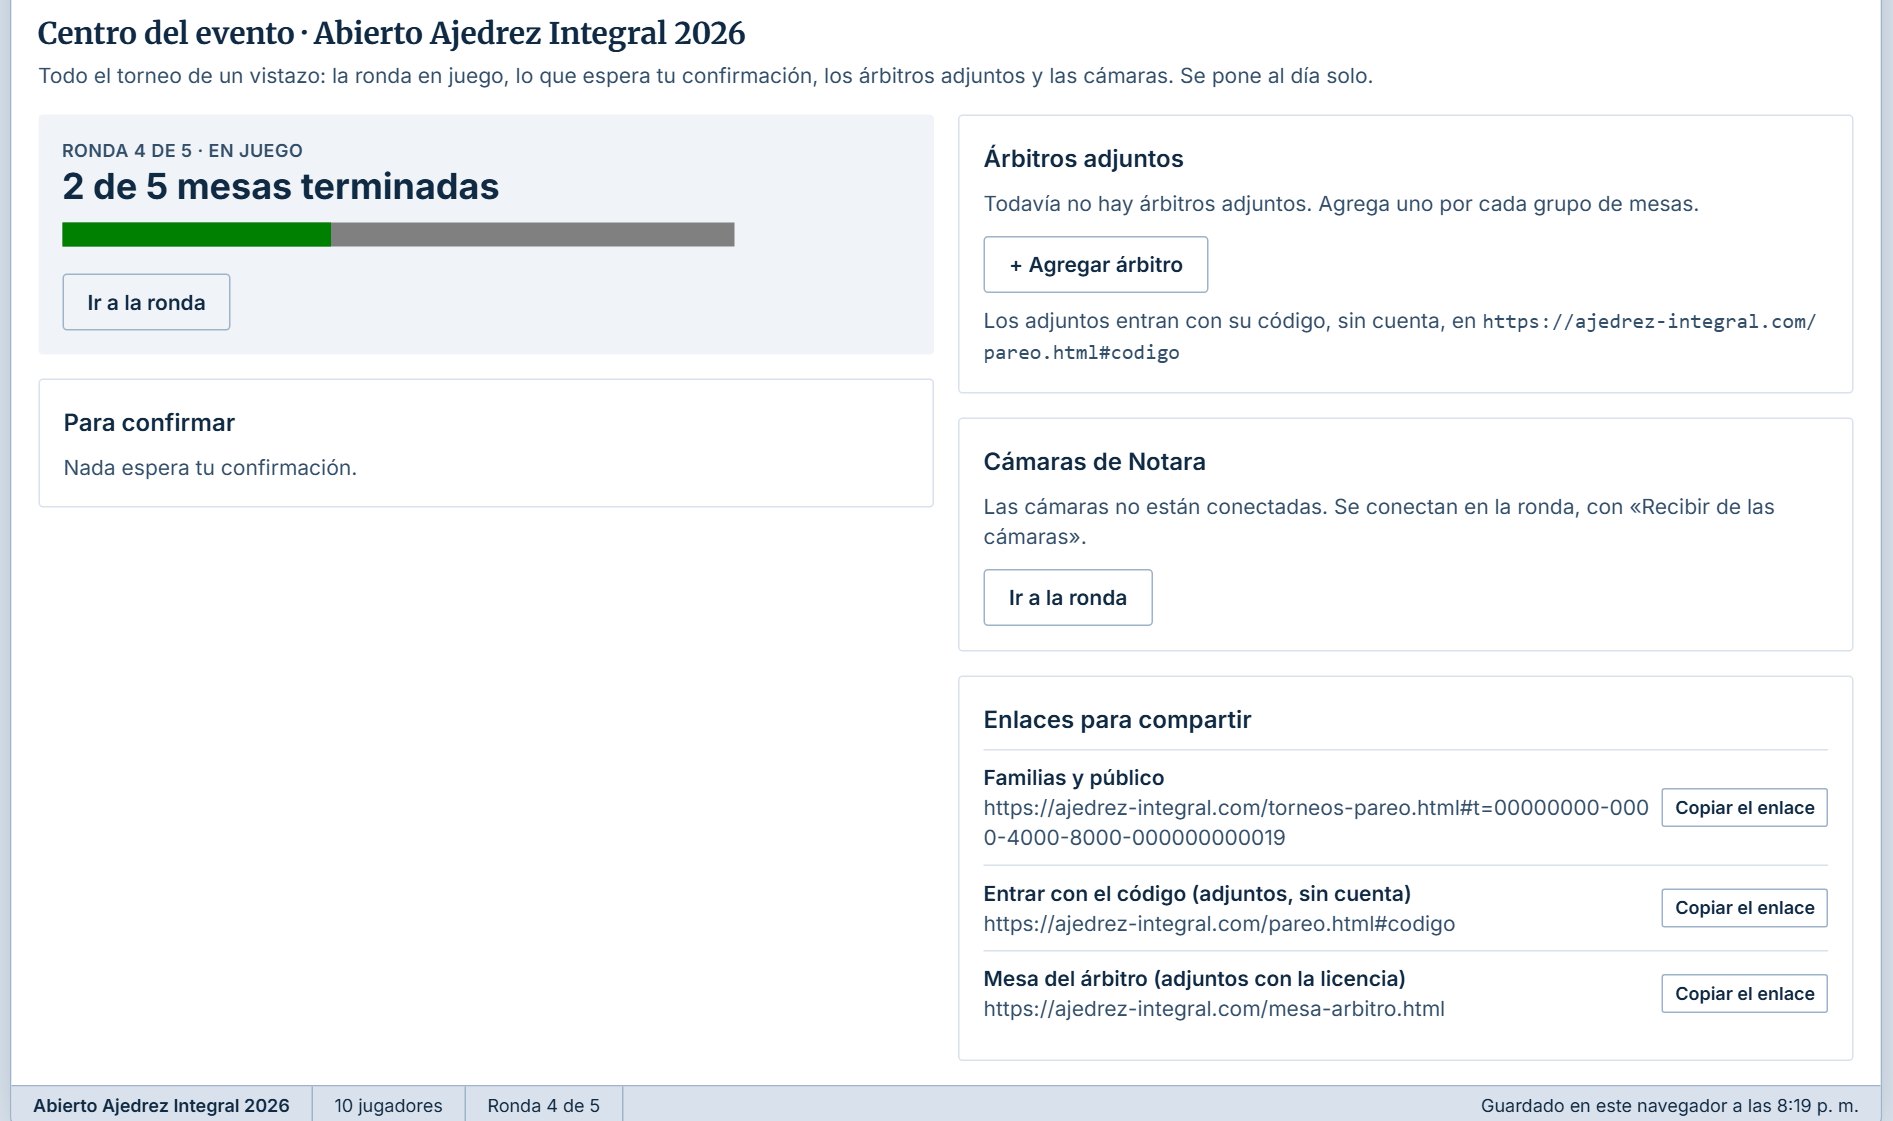 Centro del evento · Abierto Ajedrez Integral 2026
Todo el torneo de un vistazo: la ronda en juego, lo que espera tu confirmación, los árbitros adjuntos y las cámaras. Se pone al día solo.
RONDA 4 DE 5 · EN JUEGO
2 de 5 mesas terminadas
Ir a la ronda
Para confirmar
Nada espera tu confirmación.
Árbitros adjuntos
Todavía no hay árbitros adjuntos. Agrega uno por cada grupo de mesas.
+ Agregar árbitro
Los adjuntos entran con su código, sin cuenta, en https://ajedrez-integral.com/
pareo.html#codigo
Cámaras de Notara
Las cámaras no están conectadas. Se conectan en la ronda, con «Recibir de las
cámaras».
Ir a la ronda
Enlaces para compartir
Familias y público
https://ajedrez-integral.com/torneos-pareo.html#t=00000000-000
0-4000-8000-000000000019
Copiar el enlace
Entrar con el código (adjuntos, sin cuenta)
https://ajedrez-integral.com/pareo.html#codigo
Copiar el enlace
Mesa del árbitro (adjuntos con la licencia)
https://ajedrez-integral.com/mesa-arbitro.html
Copiar el enlace
Abierto Ajedrez Integral 2026
10 jugadores
Ronda 4 de 5
Guardado en este navegador a las 8:19 p. m.